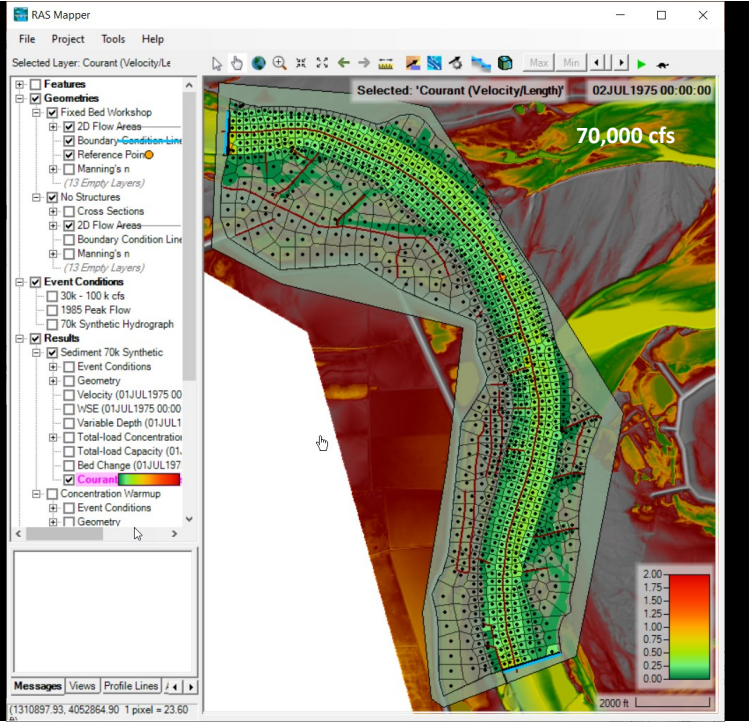 RAS Mapper
File Project Tools Help
Selected Layer: Courant (Velocity/Le
Max Min
Features
Geometries
Fixed Bed Workshop
2D Flow Areas
Boundary Condition Line
Reference Poin
Manning's n
(13 Empty Layers)
No Structures
Cross Sections
2D Flow Areas
Boundary Condition Line
Manning's n
(13 Empty Layers)
Event Conditions
30k - 100 k cfs
1985 Peak Flow
70k Synthetic Hydrograph
Results
Sediment 70k Synthetic
Event Conditions
Geometry
Velocity (01JUL1975 00
WSE (01JUL1975 00:00
Variable Depth (01JUL1
Total-load Concentration
Total-load Capacity (01
Bed Change (01JUL197
Courant
Concentration Warmup
Event Conditions
Geometry
Messages Views Profile Lines
(1310897.93, 4052864.90 1 pixel = 23.60
Selected: 'Courant (Velocity/Length)' 02JUL1975 00:00:00
70,000 cfs
2.00
1.75
1.50
1.25
1.00
0.75
0.50
0.25
0.00
2000 ft